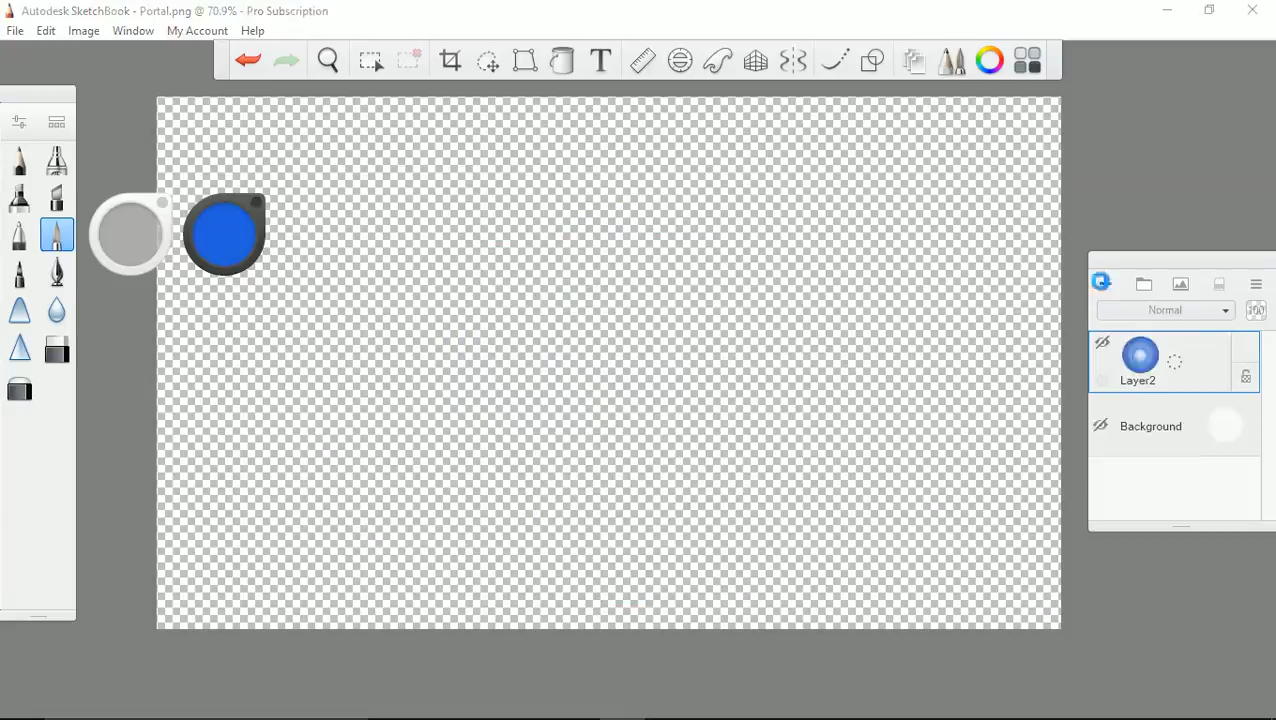 Autodesk SketchBook - Portal.png @ 70.9% - Pro Subscription
File Edit Image Window My Account Help
T
Normal 100
Layer2
Background